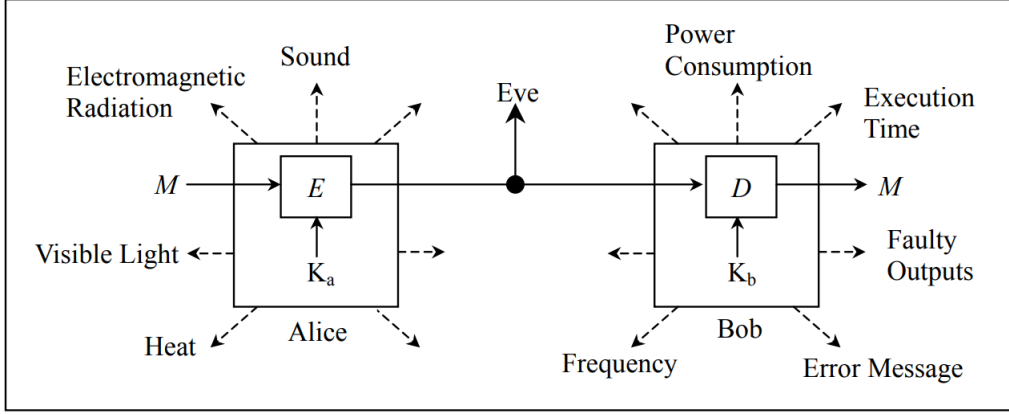 Electromagnetic
Radiation
Sound
Eve
Power
Consumption
Execution
Time
M
E
D
M
Visible Light
Ka
Kb
Faulty
Outputs
Heat
Alice
Frequency
Bob
Error Message